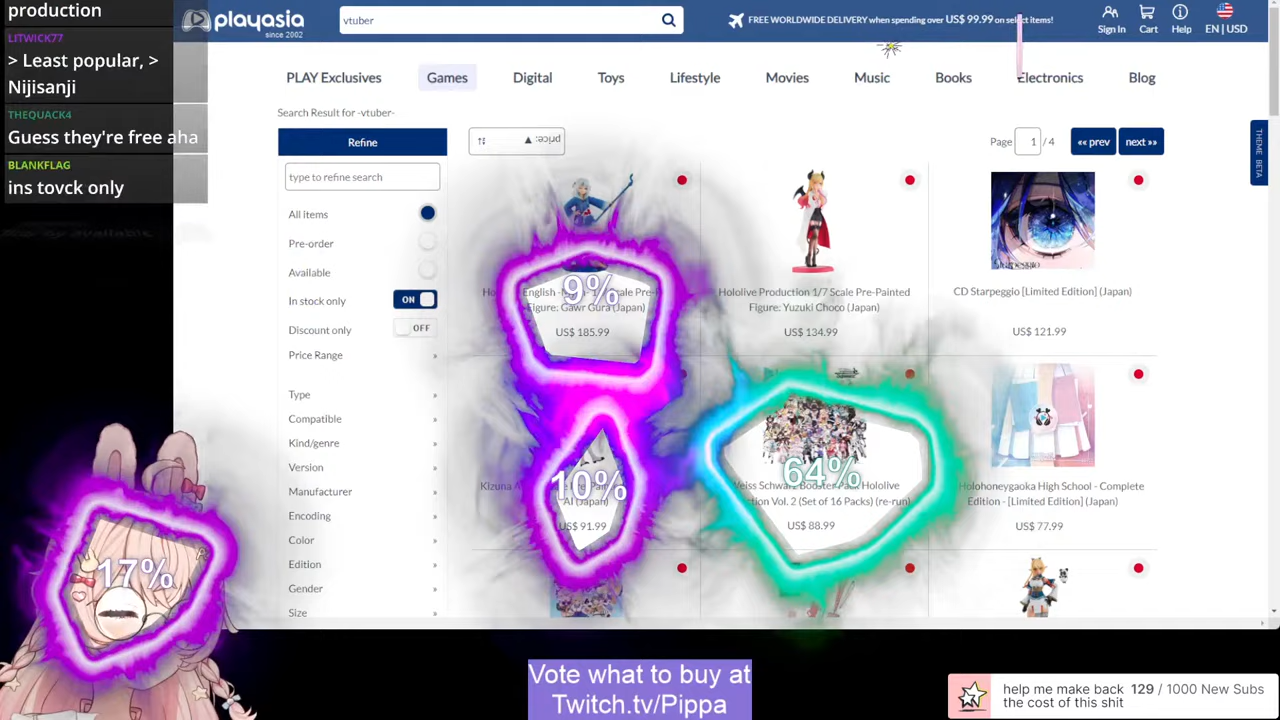 production
LITWICK77
> Least popular, >
Nijisanji
THEQUACK4
Guess they're free aha
BLANKFLAG
ins tovck only
playasia
since 2002
vtuber
FREE WORLDWIDE DELIVERY when spending over US$ 99.99 on select items!
Sign In
Cart
Help
EN | USD
PLAY Exclusives
Games
Digital
Toys
Lifestyle
Movies
Music
Books
Electronics
Blog
Search Result for -vtuber-
Refine
price: ▲
Page 1 / 4
«« prev
next »»
THEME BETA
type to refine search
All items
Pre-order
Available
In stock only ON
Discount only OFF
Price Range »
Type »
Compatible »
Kind/genre »
Version »
Manufacturer »
Encoding »
Color »
Edition »
Gender »
Size »
9%
English
Scale Pre-
Figure: Gawr Gura (Japan)
US$ 185.99
Hololive Production 1/7 Scale Pre-Painted
Figure: Yuzuki Choco (Japan)
US$ 134.99
CD Starpeggio [Limited Edition] (Japan)
US$ 121.99
10%
Kizuna
(Japan)
US$ 91.99
64%
Weiss Schwarz Booster Pack Hololive
Vol. 2 (Set of 16 Packs) (re-run)
US$ 88.99
Holohoneygaoka High School - Complete
Edition - [Limited Edition] (Japan)
US$ 77.99
17%
Vote what to buy at
Twitch.tv/Pippa
help me make back
the cost of this shit
129 / 1000 New Subs